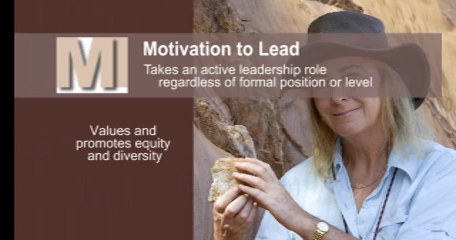 M
Motivation to Lead
Takes an active leadership role
regardless of formal position or level
Values and
promotes equity
and diversity